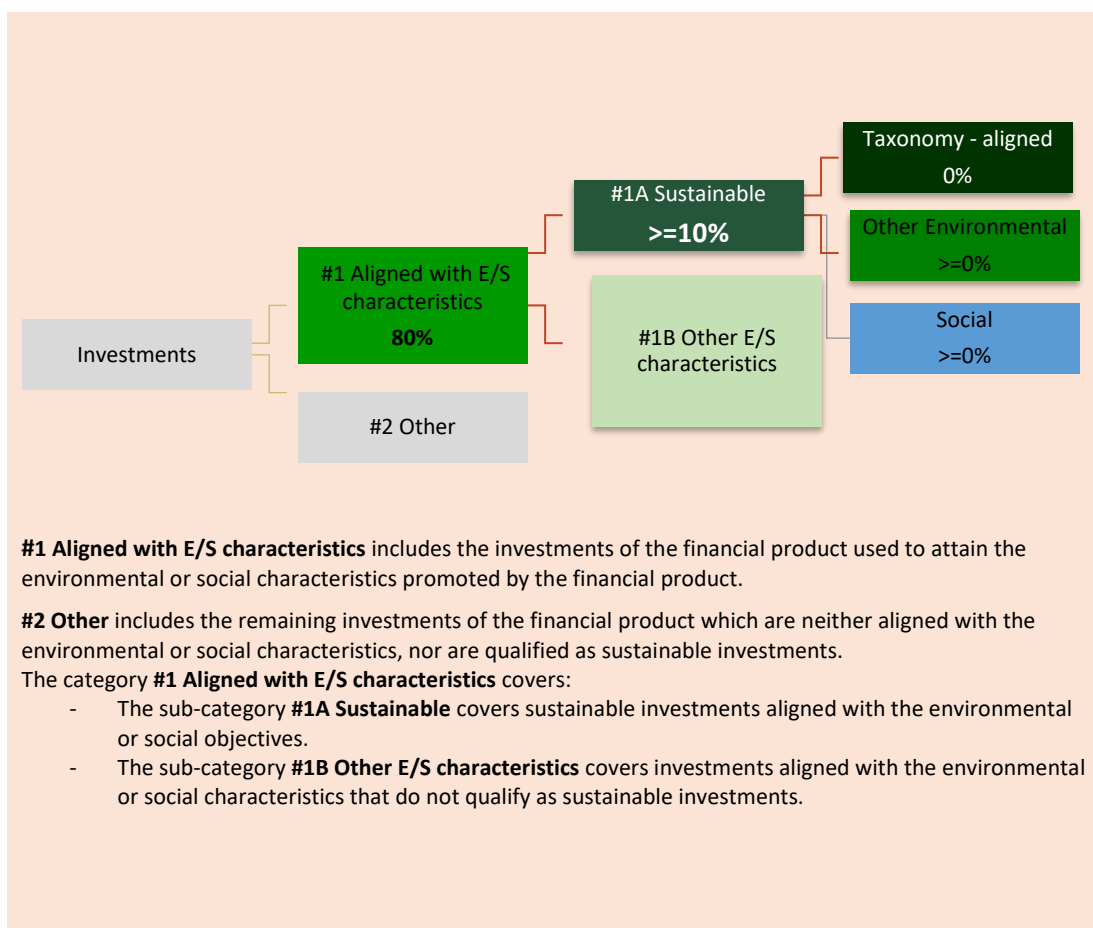 Taxonomy - aligned
0%
#1A Sustainable
>=10%
Other Environmental
>=0%
#1 Aligned with E/S
characteristics
80%
Social
>=0%
#1B Other E/S
characteristics
Investments
#2 Other
#1 Aligned with E/S characteristics includes the investments of the financial product used to attain the
environmental or social characteristics promoted by the financial product.
#2 Other includes the remaining investments of the financial product which are neither aligned with the
environmental or social characteristics, nor are qualified as sustainable investments.
The category #1 Aligned with E/S characteristics covers:
- The sub-category #1A Sustainable covers sustainable investments aligned with the environmental
or social objectives.
- The sub-category #1B Other E/S characteristics covers investments aligned with the environmental
or social characteristics that do not qualify as sustainable investments.